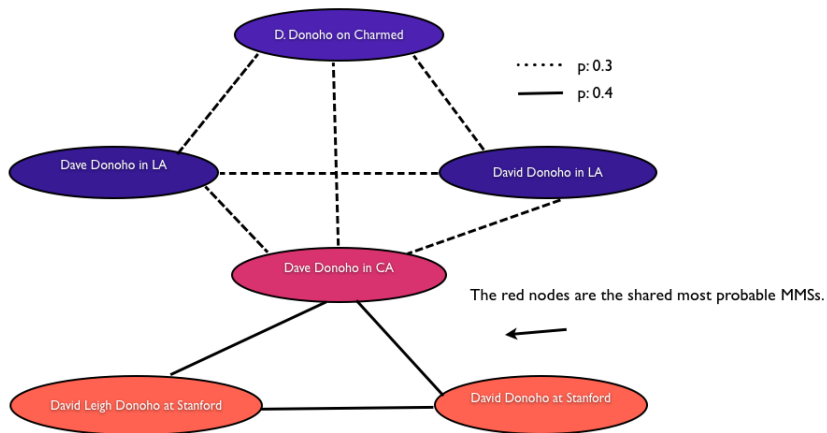 D. Donoho on Charmed
p: 0.3
p: 0.4
Dave Donoho in LA
David Donoho in LA
Dave Donoho in CA
The red nodes are the shared most probable MMSs.
David Leigh Donoho at Stanford
David Donoho at Stanford